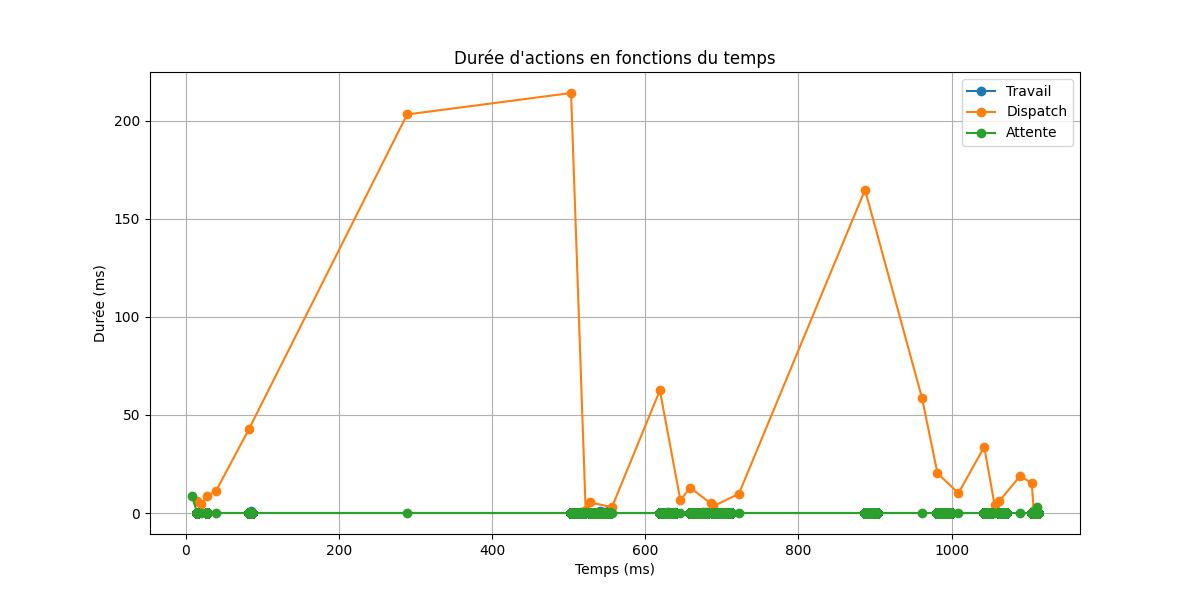 Durée d'actions en fonctions du temps
Travail
Dispatch
Attente
Durée (ms)
200
150
100
50
0
0 200 400 600 800 1000
Temps (ms)